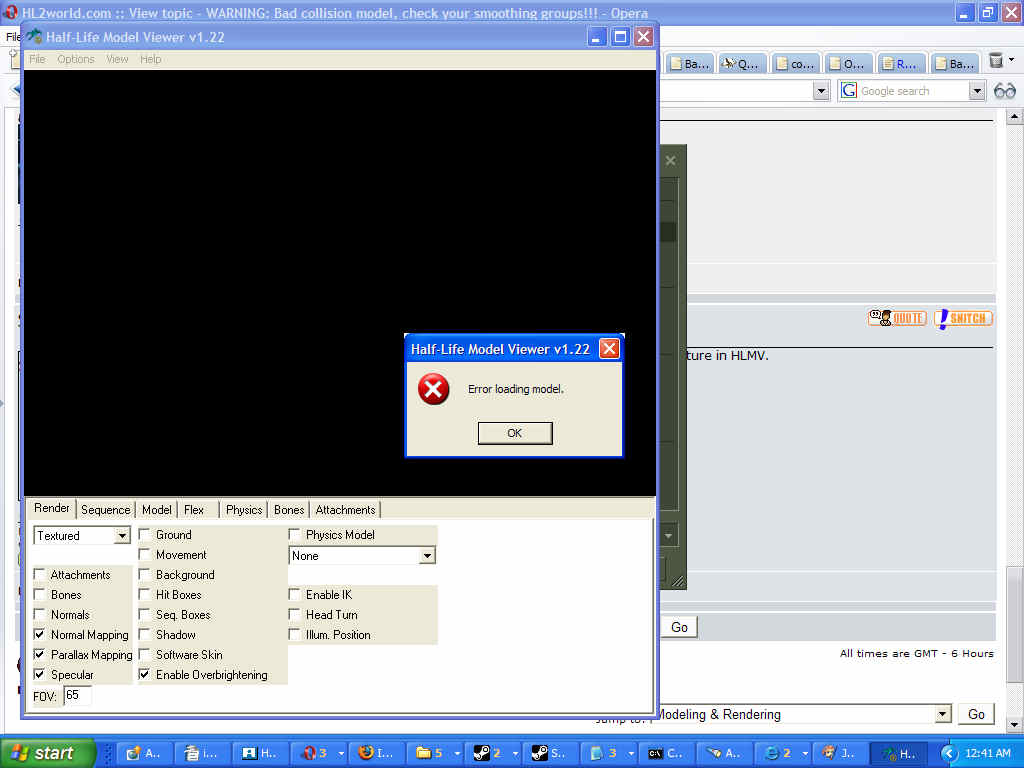 HL2world.com :: View topic - WARNING: Bad collision model, check your smoothing groups!!! - Opera
Half-Life Model Viewer v1.22
File Options View Help
Ba... Q... co... O... R... Ba...
G Google search
QUOTE SNITCH
ture in HLMV.
Half-Life Model Viewer v1.22
Error loading model.
OK
Render Sequence Model Flex Physics Bones Attachments
Textured Ground Physics Model
Movement None
Attachments Background
Bones Hit Boxes Enable IK
Normals Seq. Boxes Head Turn
Normal Mapping Shadow Illum. Position
Parallax Mapping Software Skin
Specular Enable Overbrightening
FOV: 65
Go
All times are GMT - 6 Hours
Jump to: Modeling & Rendering Go
start A.. i... H.. 3 I... 5 2 S.. 3 C.. A.. 2 J.. H.. 12:41 AM